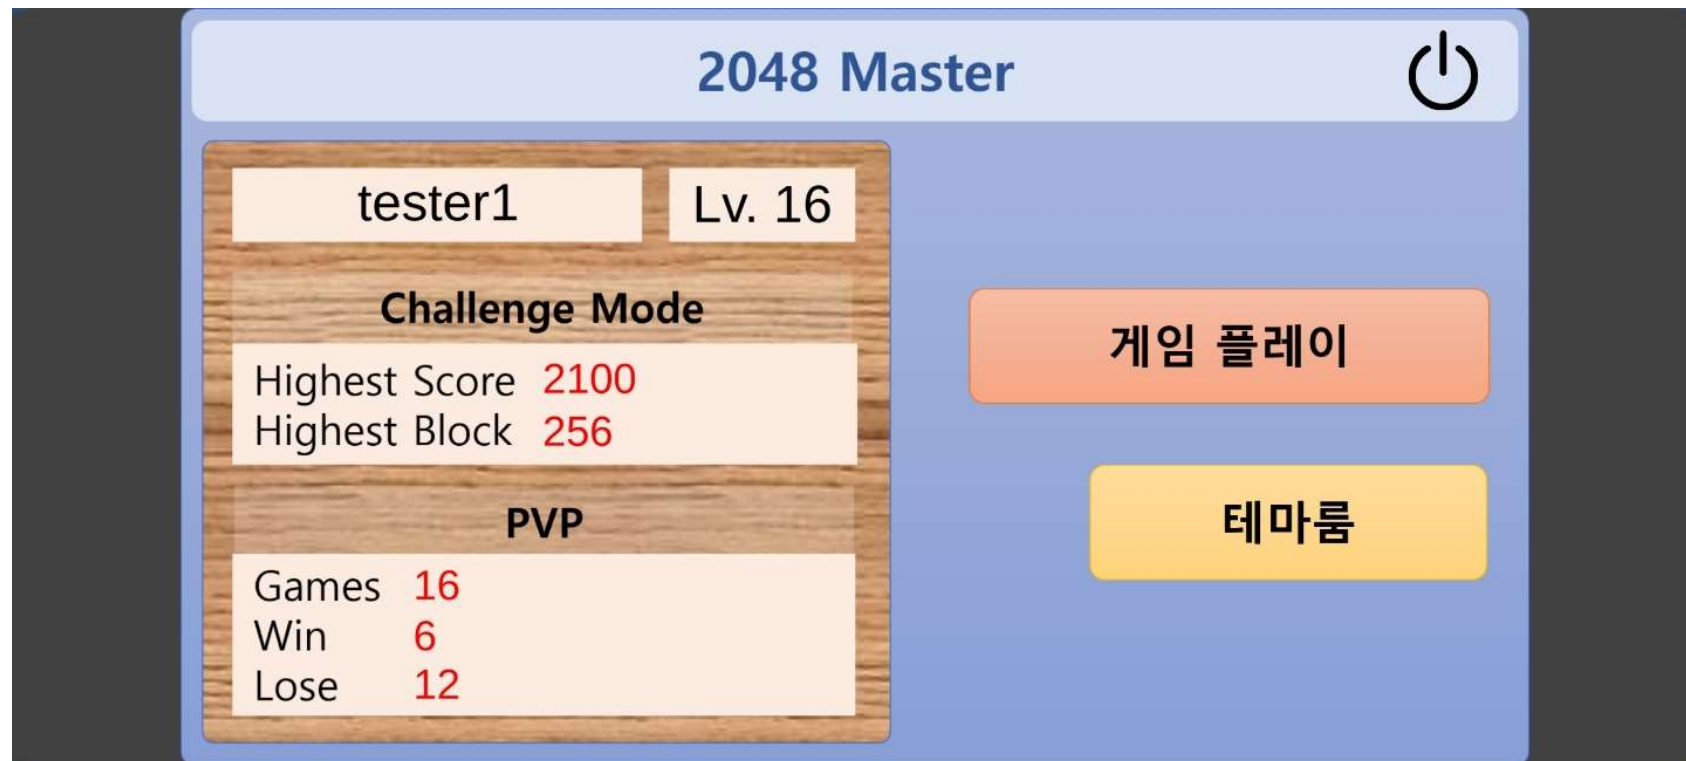 2048 Master
tester1 Lv. 16
Challenge Mode
Highest Score 2100
Highest Block 256
PVP
Games 16
Win 6
Lose 12
게임 플레이
테마룸